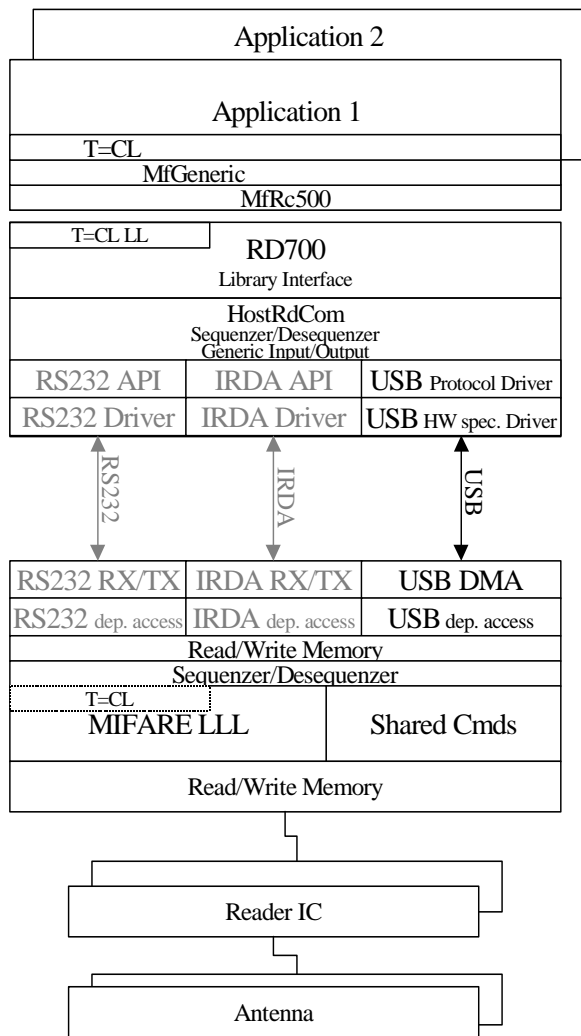 Application 2
Application 1
T=CL
MfGeneric
MfRc500
T=CL LL
RD700
Library Interface
HostRdCom
Sequenzer/Desequenzer
Generic Input/Output
RS232 API IRDA API USB Protocol Driver
RS232 Driver IRDA Driver USB HW spec. Driver
RS232 IRDA USB
RS232 RX/TX IRDA RX/TX USB DMA
RS232 dep. access IRDA dep. access USB dep. access
Read/Write Memory
Sequenzer/Desequenzer
T=CL
MIFARE LLL Shared Cmds
Read/Write Memory
Reader IC
Antenna